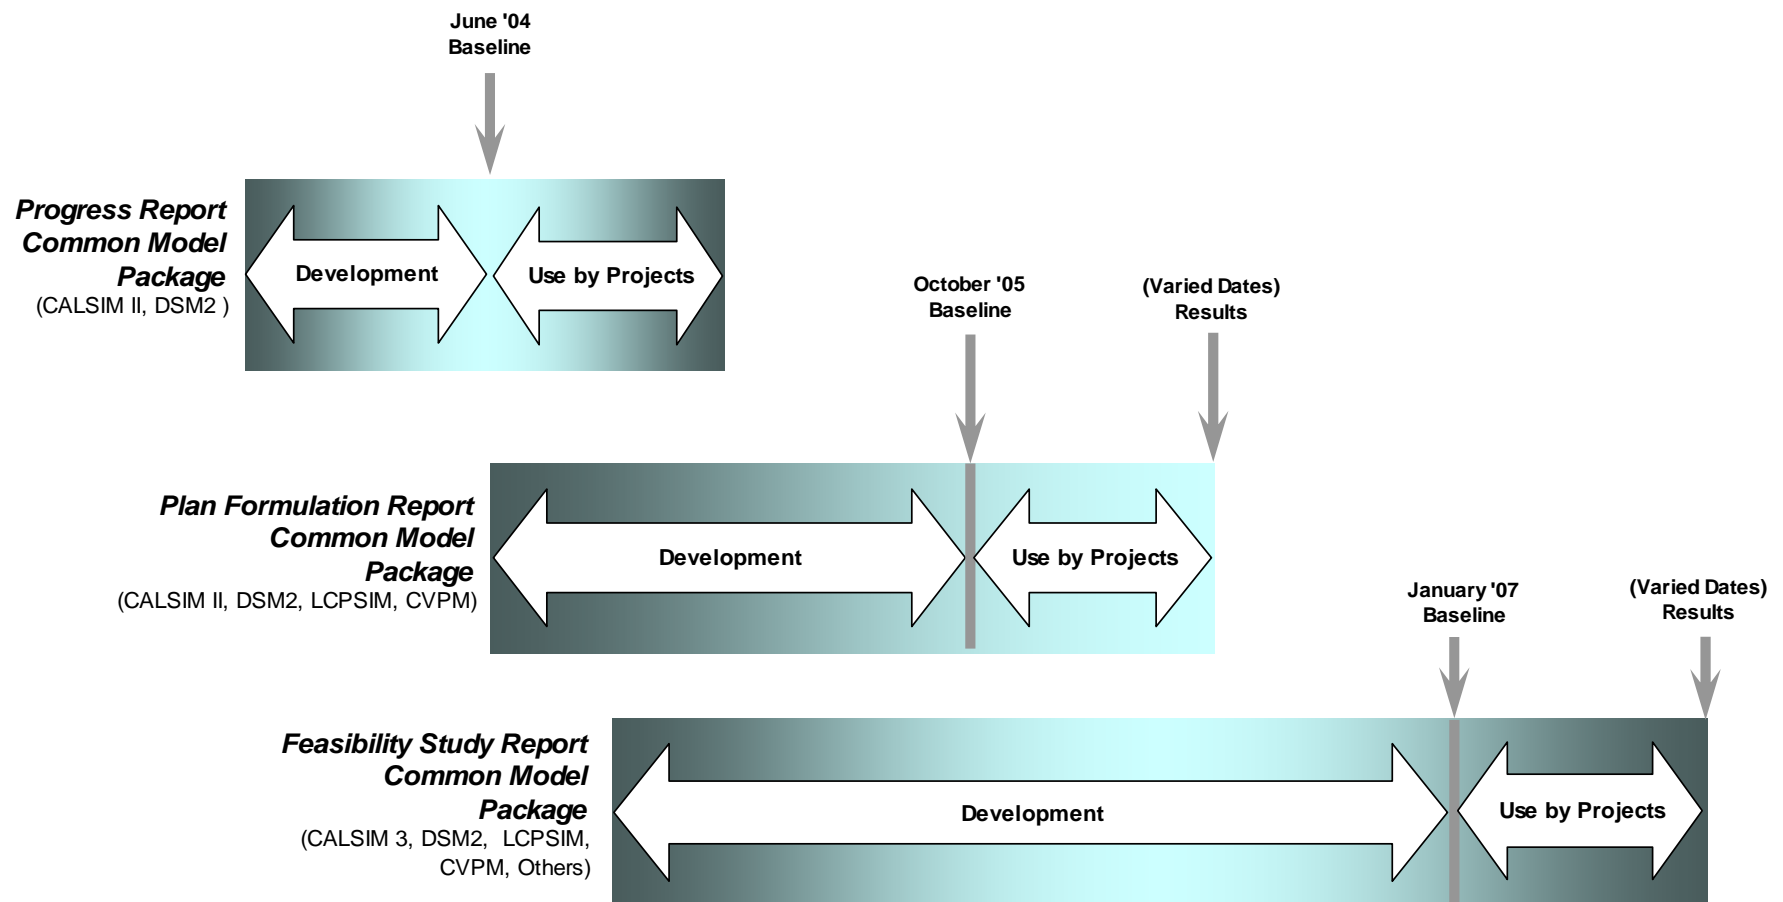 June '04
Baseline
Progress Report
Common Model
Package
(CALSIM II, DSM2 )
Development
Use by Projects
October '05
Baseline
(Varied Dates)
Results
Plan Formulation Report
Common Model
Package
(CALSIM II, DSM2, LCPSIM, CVPM)
Development
Use by Projects
January '07
Baseline
(Varied Dates)
Results
Feasibility Study Report
Common Model
Package
(CALSIM 3, DSM2, LCPSIM,
CVPM, Others)
Development
Use by Projects